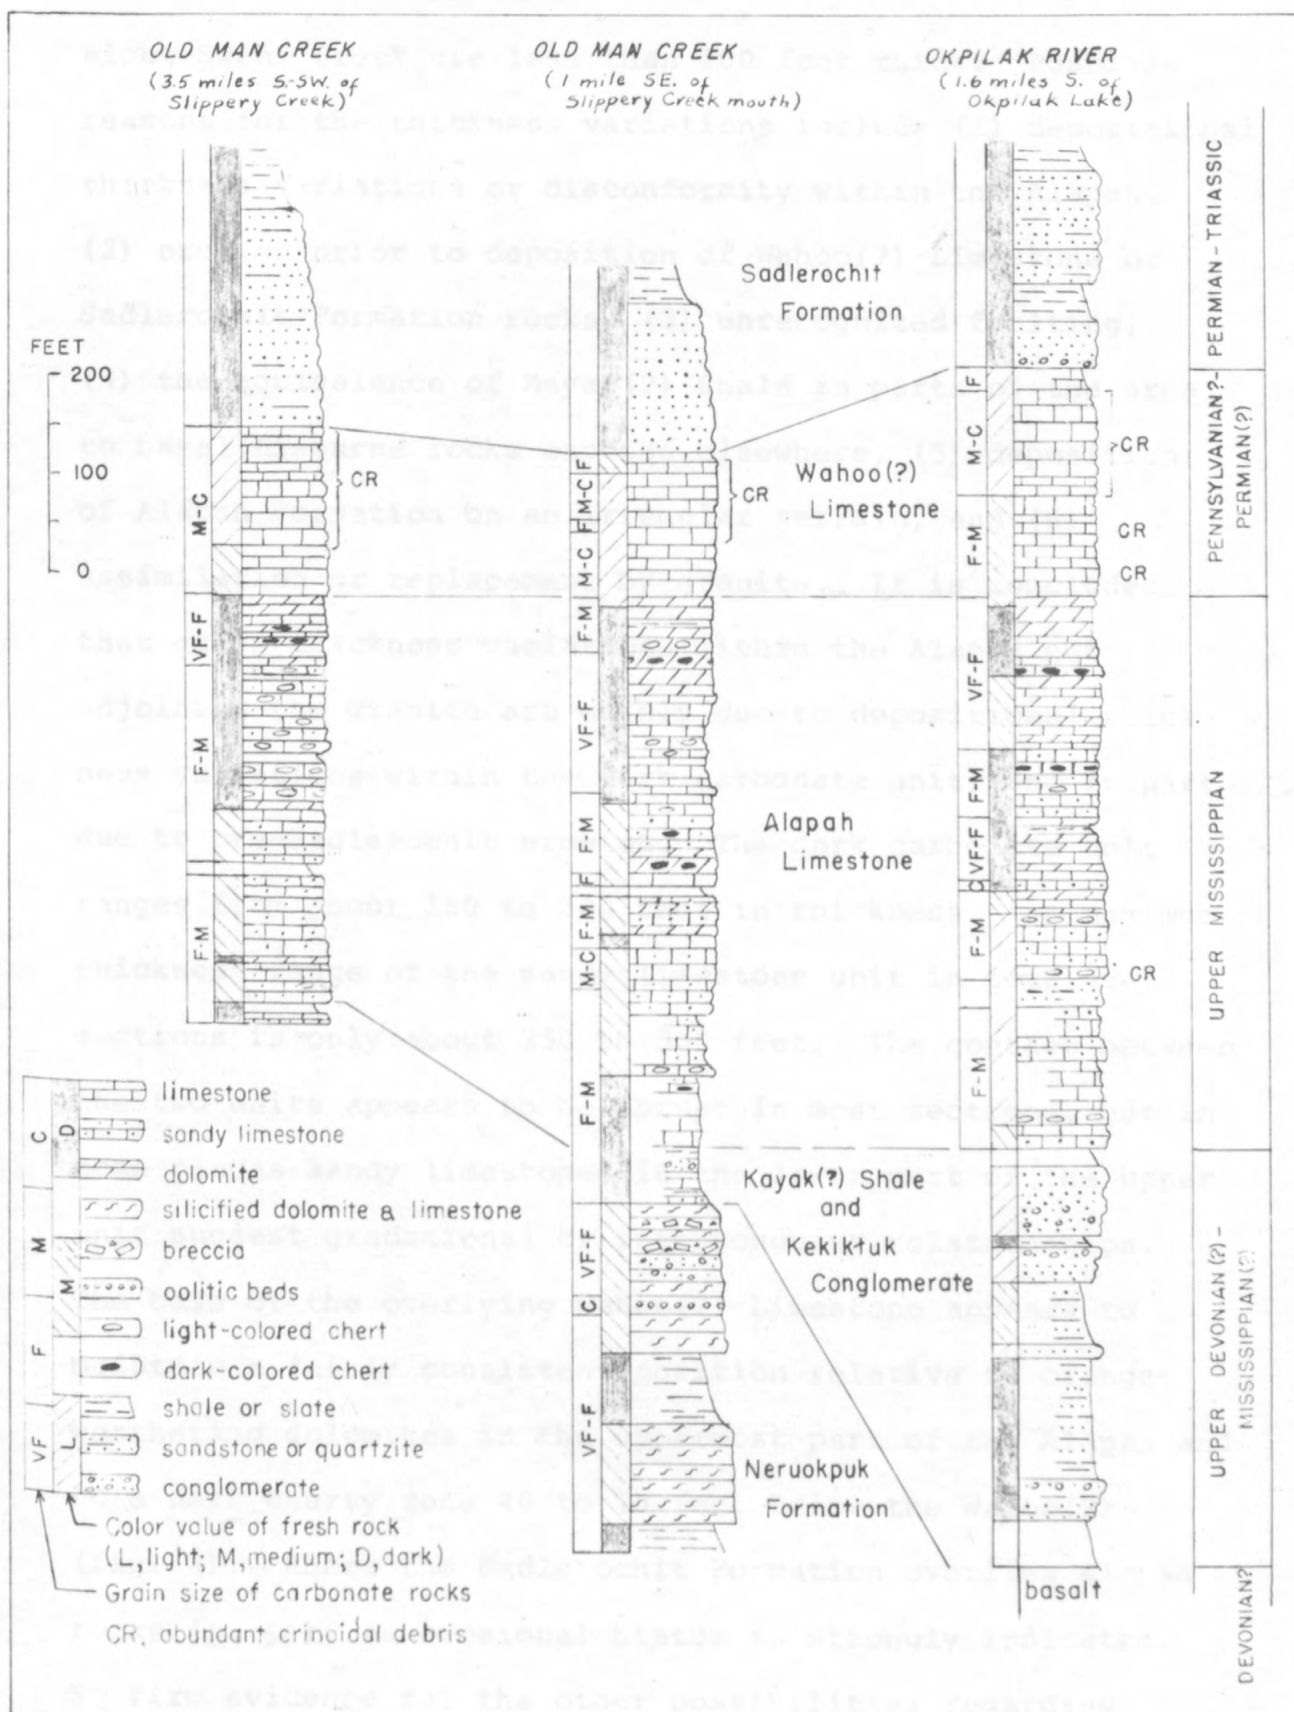 OLD MAN CREEK
(3.5 miles S.-SW. of
Slippery Creek)
OLD MAN CREEK
(1 mile SE. of
Slippery Creek mouth)
OKPILAK RIVER
(1.6 miles S. of
Okpilak Lake)
FEET
200
100
0
M-C
VF-F
F-M
F-M
CR
F
M-C
F
M-C
F-M
VF-F
F-M
F
F-M
C
M
F-M
VF-F
C
VF-F
CR
Sadlerochit
Formation
Wahoo(?)
Limestone
Alapah
Limestone
Kayak(?) Shale
and
Kekiktuk
Conglomerate
Neruokpuk
Formation
F
M-C
F-M
VF-F
F-M
VF-F
C
F-M
F-M
CR
CR
CR
CR
basalt
PERMIAN-TRIASSIC
PENNSYLVANIAN?-
PERMIAN(?)
UPPER MISSISSIPPIAN
UPPER DEVONIAN(?)-
MISSISSIPPIAN(?)
DEVONIAN?
C
M
F
VF
D
M
L
limestone
sandy limestone
dolomite
silicified dolomite & limestone
breccia
oolitic beds
light-colored chert
dark-colored chert
shale or slate
sandstone or quartzite
conglomerate
Color value of fresh rock
(L, light; M, medium; D, dark)
Grain size of carbonate rocks
CR, abundant crinoidal debris